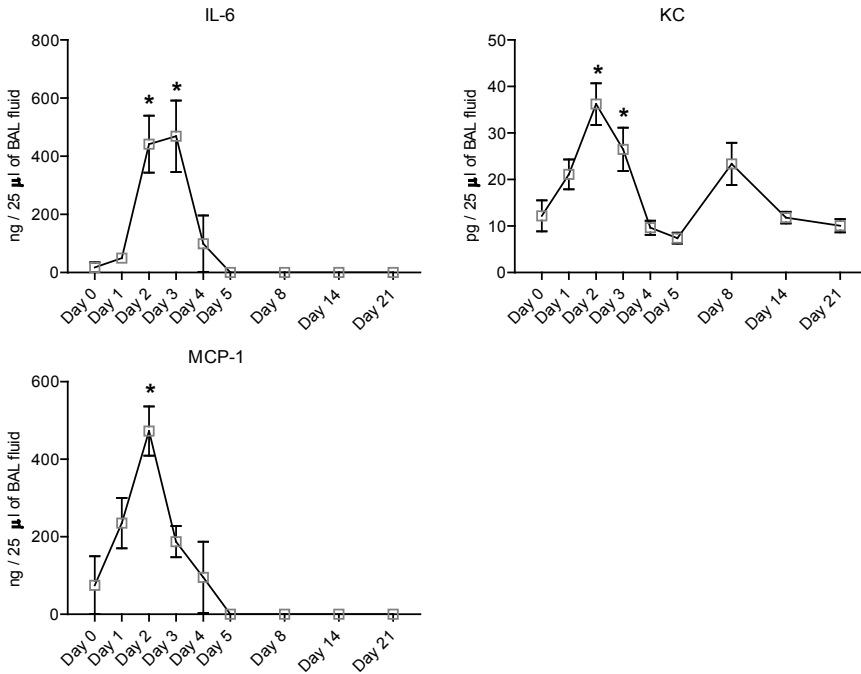 IL-6
ng / 25 µl of BAL fluid
800
600
400
200
0
* *
Day 0 Day 1 Day 2 Day 3 Day 4 Day 5 Day 8 Day 14 Day 21
KC
pg / 25 µl of BAL fluid
50
40
30
20
10
0
*
*
Day 0 Day 1 Day 2 Day 3 Day 4 Day 5 Day 8 Day 14 Day 21
MCP-1
ng / 25 µl of BAL fluid
600
400
200
0
*
Day 0 Day 1 Day 2 Day 3 Day 4 Day 5 Day 8 Day 14 Day 21